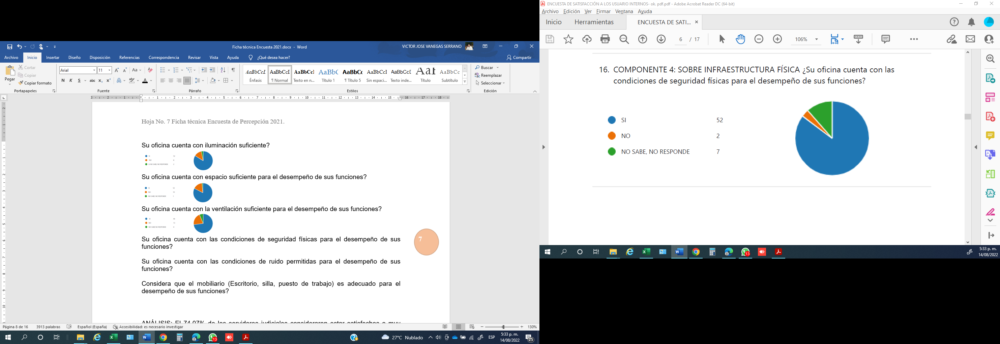 Ficha técnica Encuesta 2021.docx - Word
VICTOR JOSE VANEGAS SERRANO
Archivo Inicio Insertar Diseño Disposición Referencias Correspondencia Revisar Vista Ayuda ¿Qué desea hacer? Compartir
Pegar
Cortar
Copiar
Copiar formato
Portapapeles
Arial 11
Fuente
Párrafo
AaBbCcI AaBbCcI AaBbCcI AaBbC AaBbCc AaBbCcI AaBbCcI AaI AaBbCc
Énfasis ¶ Normal Texto en n... Título 1 ¶ Título 5 Sin espaci... Texto inde... Título Subtítulo
Estilos
Buscar
Reemplazar
Seleccionar
Edición
Hoja No. 7 Ficha técnica Encuesta de Percepción 2021.
Su oficina cuenta con iluminación suficiente?
Su oficina cuenta con espacio suficiente para el desempeño de sus funciones?
Su oficina cuenta con la ventilación suficiente para el desempeño de sus funciones?
Su oficina cuenta con las condiciones de seguridad físicas para el desempeño de sus
funciones?
7
Su oficina cuenta con las condiciones de ruido permitidas para el desempeño de sus
funciones?
Considera que el mobiliario (Escritorio, silla, puesto de trabajo) es adecuado para el
desempeño de sus funciones?
ANÁLISIS: El 74.07% de los servidores judiciales consideraron estar satisfechos o muy
Página 8 de 16 3913 palabras Español (España) Accesibilidad: es necesario investigar 130%
27°C Nublado ESP 5:33 p. m.
14/08/2022
25
13
ENCUESTA DE SATISFACCIÓN A LOS USUARIO INTERNOS- ok. pdf.pdf - Adobe Acrobat Reader DC (64-bit)
Archivo Edición Ver Firmar Ventana Ayuda
Inicio Herramientas ENCUESTA DE SATI...
6 / 17 106%
16. COMPONENTE 4: SOBRE INFRAESTRUCTURA FÍSICA ¿Su oficina cuenta con las
condiciones de seguridad físicas para el desempeño de sus funciones?
SI 52
NO 2
NO SABE, NO RESPONDE 7
13
5:33 p. m.
14/08/2022